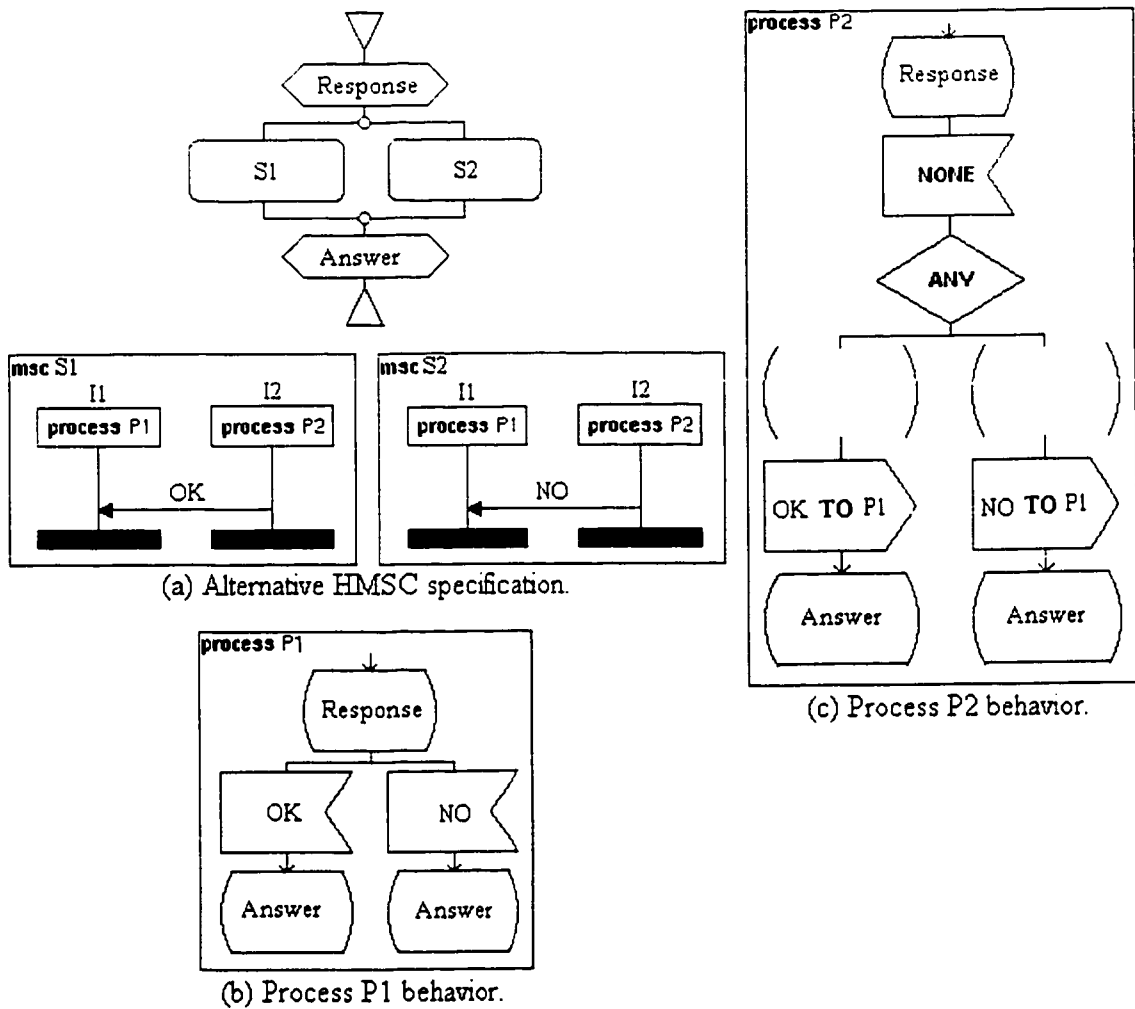 Response
S1 S2
Answer
msc S1
I1 I2
process P1 process P2
OK
msc S2
I1 I2
process P1 process P2
NO
(a) Alternative HMSC specification.
process P1
Response
OK NO
Answer Answer
(b) Process P1 behavior.
process P2
Response
NONE
ANY
OK TO P1 NO TO P1
Answer Answer
(c) Process P2 behavior.